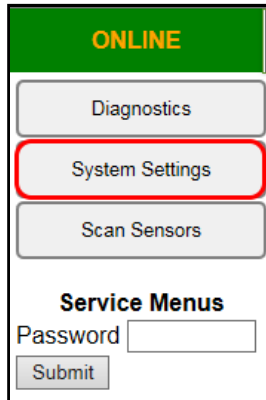 ONLINE
Diagnostics
System Settings
Scan Sensors
Service Menus
Password
Submit